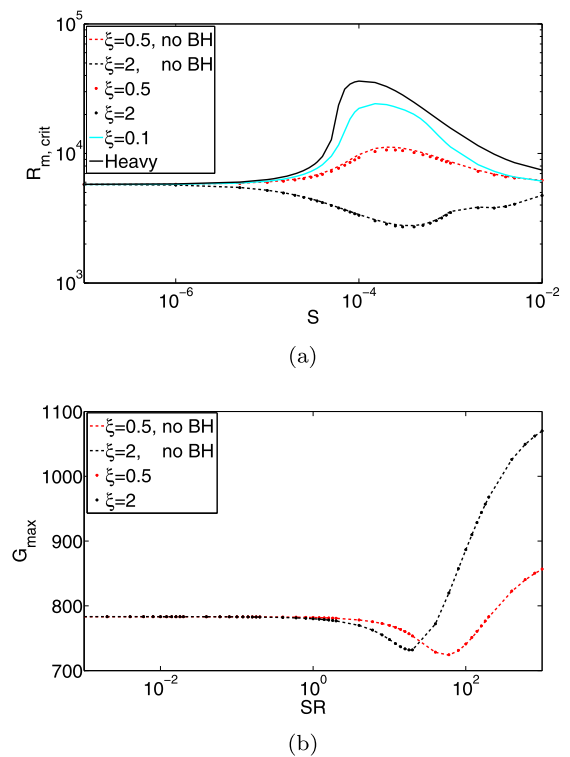 10^5
ξ=0.5, no BH
ξ=2, no BH
ξ=0.5
ξ=2
ξ=0.1
Heavy
R_m, crit
10^4
10^3
10^-6
10^-4
10^-2
S
(a)
1100
ξ=0.5, no BH
ξ=2, no BH
ξ=0.5
ξ=2
1000
G_max
900
800
700
10^-2
10^0
10^2
SR
(b)